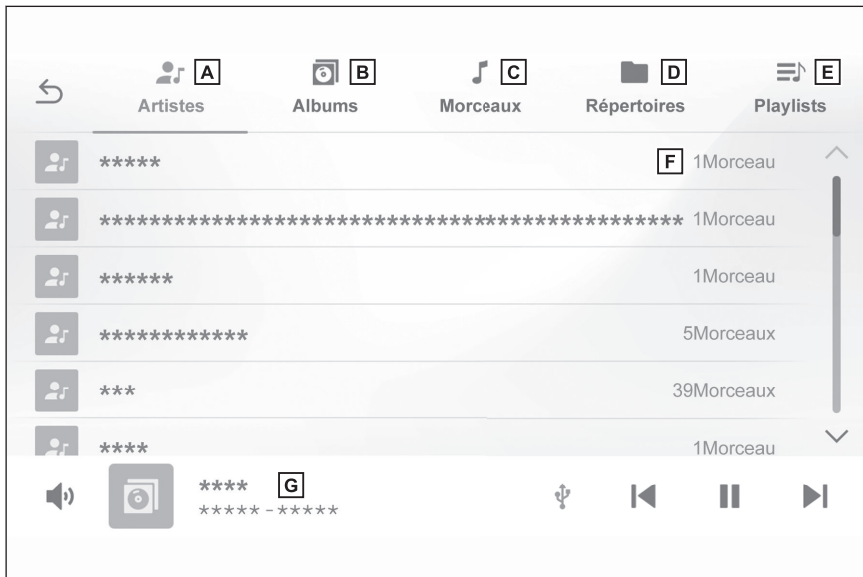 A B C D E
Artistes Albums Morceaux Répertoires Playlists
***** F 1Morceau
********************************************** 1Morceau
****** 1Morceau
************ 5Morceaux
*** 39Morceaux
**** 1Morceau
**** G
***** - *****